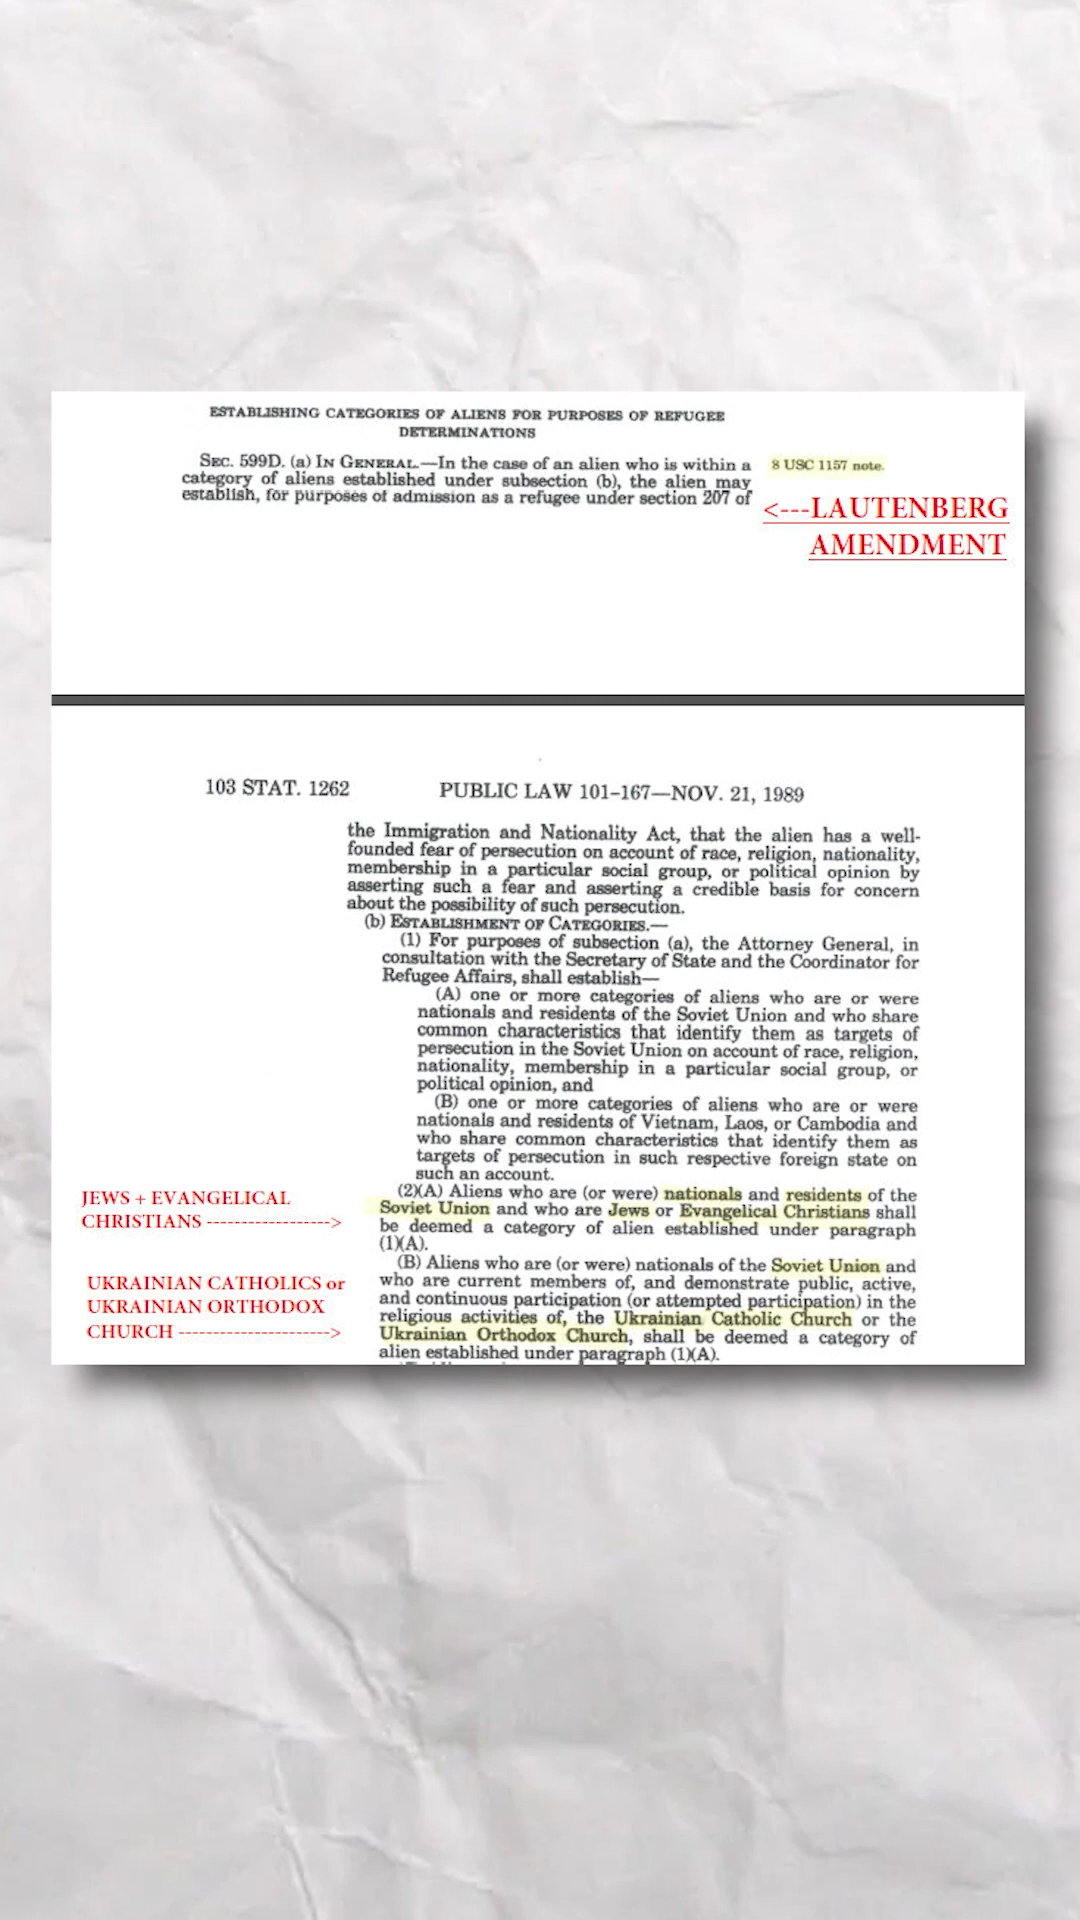 ESTABLISHING CATEGORIES OF ALIENS FOR PURPOSES OF REFUGEE
DETERMINATIONS
SEC. 599D. (a) IN GENERAL.—In the case of an alien who is within a
category of aliens established under subsection (b), the alien may
establish, for purposes of admission as a refugee under section 207 of
8 USC 1157 note.
<---LAUTENBERG
AMENDMENT
103 STAT. 1262
PUBLIC LAW 101-167—NOV. 21, 1989
the Immigration and Nationality Act, that the alien has a well-
founded fear of persecution on account of race, religion, nationality,
membership in a particular social group, or political opinion by
asserting such a fear and asserting a credible basis for concern
about the possibility of such persecution.
(b) ESTABLISHMENT OF CATEGORIES.—
(1) For purposes of subsection (a), the Attorney General, in
consultation with the Secretary of State and the Coordinator for
Refugee Affairs, shall establish—
(A) one or more categories of aliens who are or were
nationals and residents of the Soviet Union and who share
common characteristics that identify them as targets of
persecution in the Soviet Union on account of race, religion,
nationality, membership in a particular social group, or
political opinion, and
(B) one or more categories of aliens who are or were
nationals and residents of Vietnam, Laos, or Cambodia and
who share common characteristics that identify them as
targets of persecution in such respective foreign state on
such an account.
JEWS + EVANGELICAL
CHRISTIANS ------------------>
(2)(A) Aliens who are (or were) nationals and residents of the
Soviet Union and who are Jews or Evangelical Christians shall
be deemed a category of alien established under paragraph
(1)(A).
UKRAINIAN CATHOLICS or
UKRAINIAN ORTHODOX
CHURCH ---------------------->
(B) Aliens who are (or were) nationals of the Soviet Union and
who are current members of, and demonstrate public, active,
and continuous participation (or attempted participation) in the
religious activities of, the Ukrainian Catholic Church or the
Ukrainian Orthodox Church, shall be deemed a category of
alien established under paragraph (1)(A).